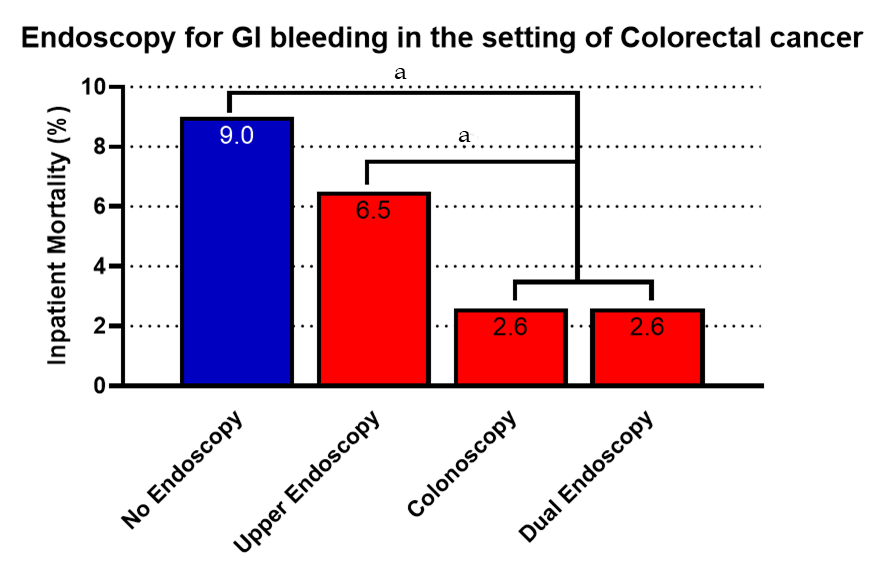 Endoscopy for GI bleeding in the setting of Colorectal cancer
a
a
Inpatient Mortality (%)
10
8
6
4
2
0
9.0
6.5
2.6
2.6
No Endoscopy
Upper Endoscopy
Colonoscopy
Dual Endoscopy